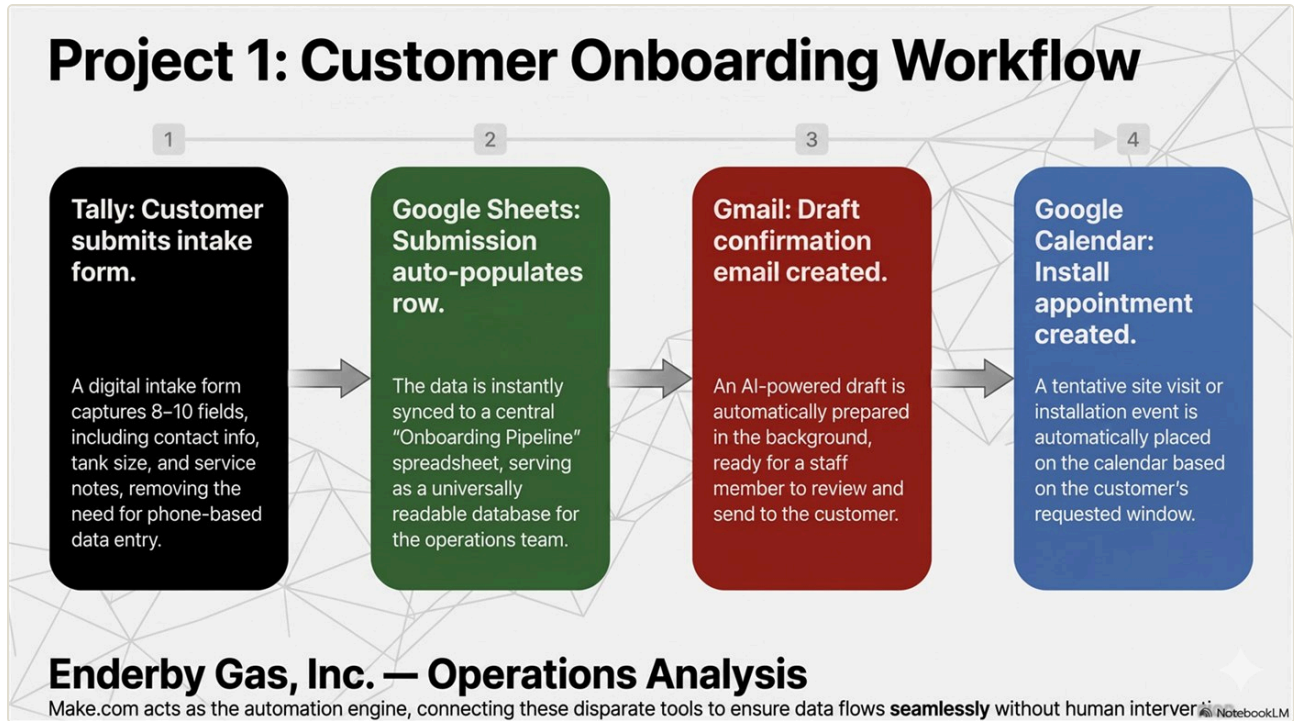 Project 1: Customer Onboarding Workflow
1
2
3
4
Tally: Customer
submits intake
form.
A digital intake form
captures 8–10 fields,
including contact info,
tank size, and service
notes, removing the
need for phone-based
data entry.
Google Sheets:
Submission
auto-populates
row.
The data is instantly
synced to a central
“Onboarding Pipeline”
spreadsheet, serving
as a universally
readable database for
the operations team.
Gmail: Draft
confirmation
email created.
An AI-powered draft is
automatically prepared
in the background,
ready for a staff
member to review and
send to the customer.
Google
Calendar:
Install
appointment
created.
A tentative site visit or
installation event is
automatically placed
on the calendar based
on the customer’s
requested window.
Enderby Gas, Inc. — Operations Analysis
Make.com acts as the automation engine, connecting these disparate tools to ensure data flows seamlessly without human
NotebookLM